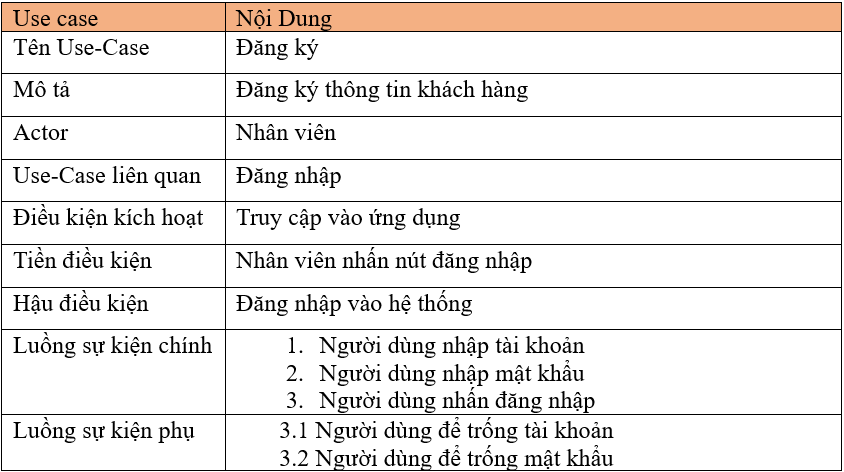 Use case Nội Dung
Tên Use-Case Đăng ký
Mô tả Đăng ký thông tin khách hàng
Actor Nhân viên
Use-Case liên quan Đăng nhập
Điều kiện kích hoạt Truy cập vào ứng dụng
Tiền điều kiện Nhân viên nhấn nút đăng nhập
Hậu điều kiện Đăng nhập vào hệ thống
Luồng sự kiện chính 1. Người dùng nhập tài khoản
2. Người dùng nhập mật khẩu
3. Người dùng nhấn đăng nhập
Luồng sự kiện phụ 3.1 Người dùng để trống tài khoản
3.2 Người dùng để trống mật khẩu